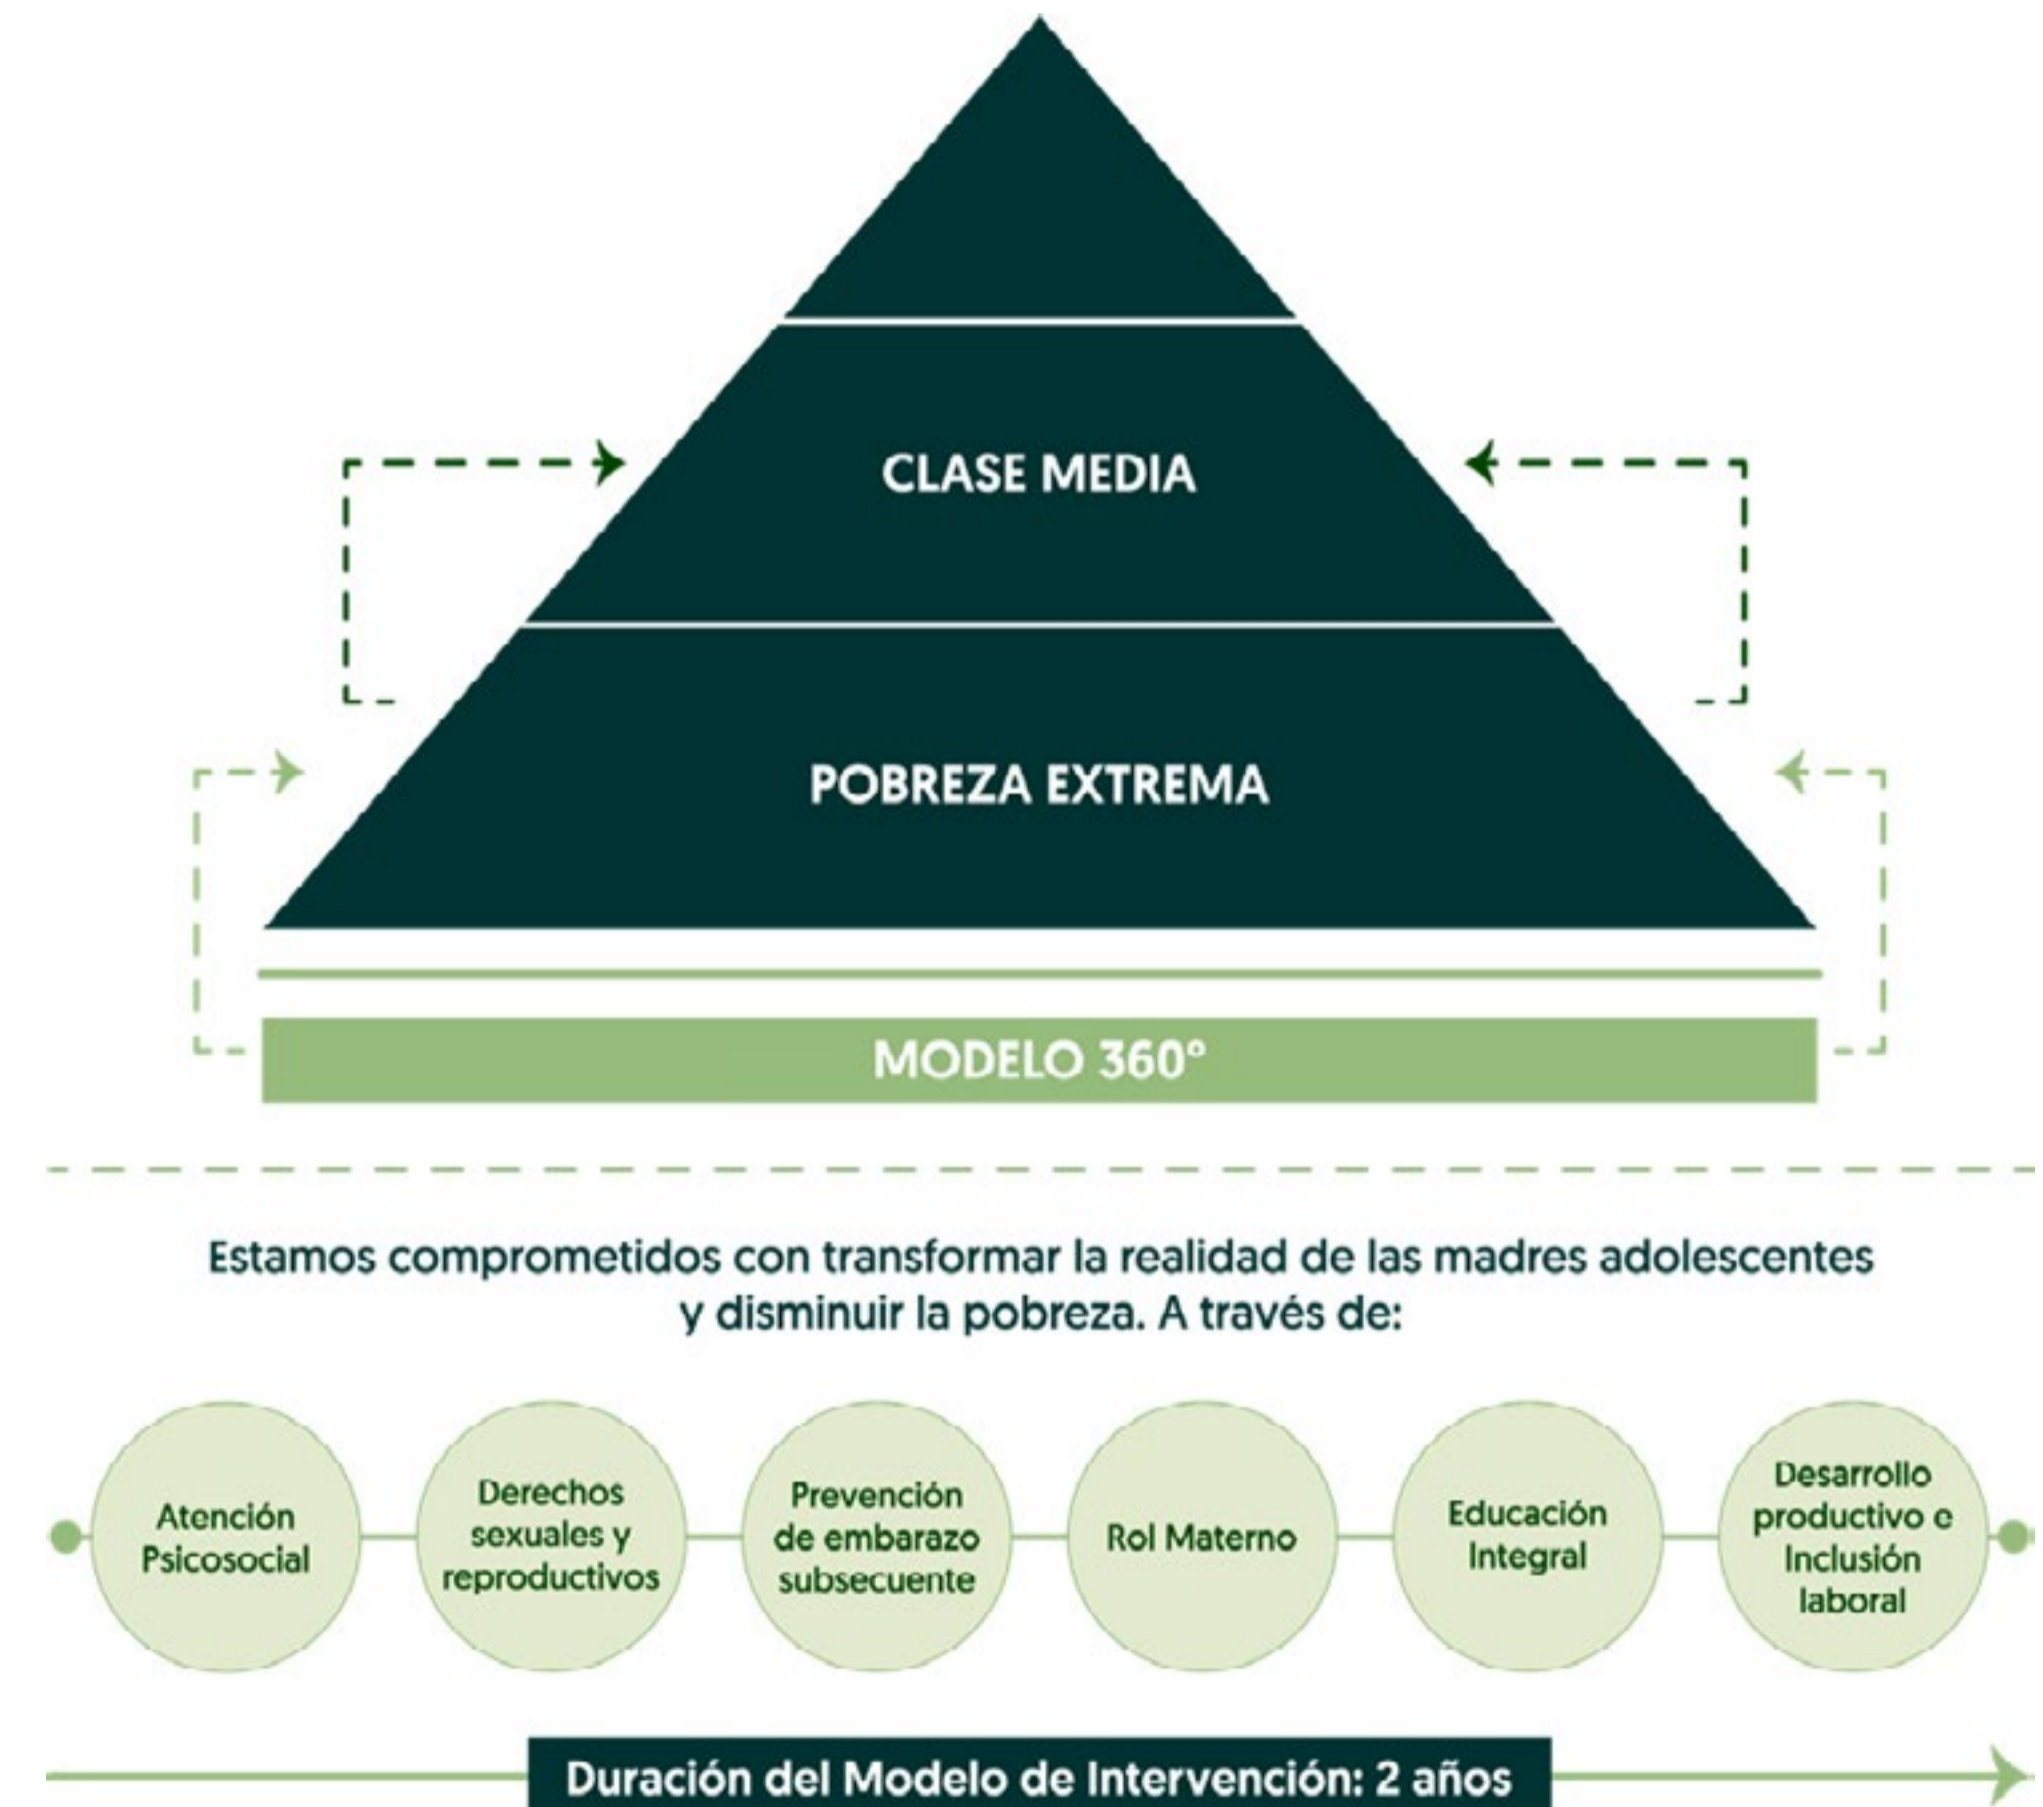 CLASE MEDIA
POBREZA EXTREMA
MODELO 360º
Estamos comprometidos con transformar la realidad de las madres adolescentes
y disminuir la pobreza. A través de:
Atención
Psicosocial
Derechos
sexuales y
reproductivos
Prevención
de embarazo
subsecuente
Rol Materno
Educación
Integral
Desarrollo
productivo e
Inclusión
laboral
Duración del Modelo de Intervención: 2 años